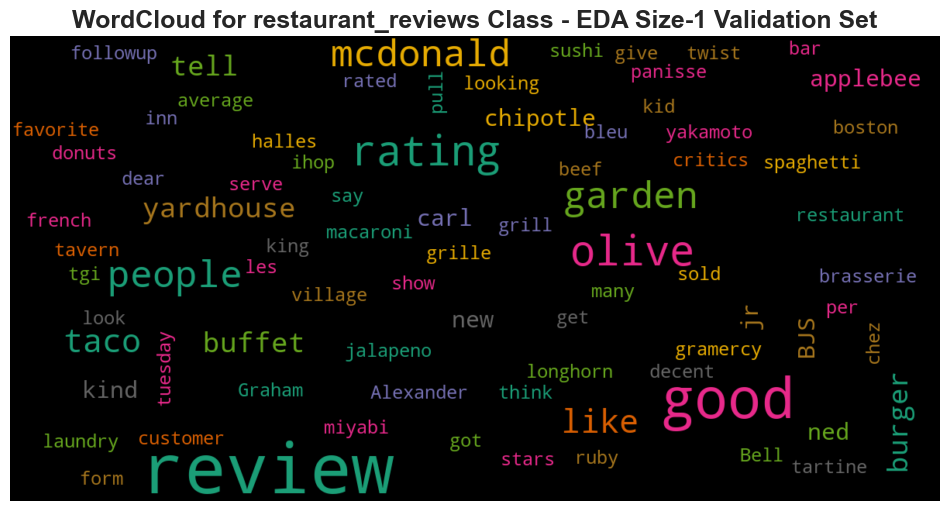 WordCloud for restaurant_reviews Class - EDA Size-1 Validation Set
followup
tell
mcdonald
sushi
give
twist
bar
rated
pull
looking
panisse
applebee
average
inn
chipotle
kid
favorite
halles
bleu
yakamoto
boston
donuts
ihop
rating
beef
critics
spaghetti
dear
serve
say
garden
yardhouse
carl
grill
restaurant
french
macaroni
king
grille
olive
tavern
tgi
people
les
show
sold
brasserie
village
many
look
new
get
jr
per
taco
tuesday
buffet
jalapeno
gramercy
BJS
chez
kind
Graham
Alexander
longhorn
think
decent
good
burger
miyabi
like
ned
laundry
customer
got
form
review
stars
ruby
Bell
tartine